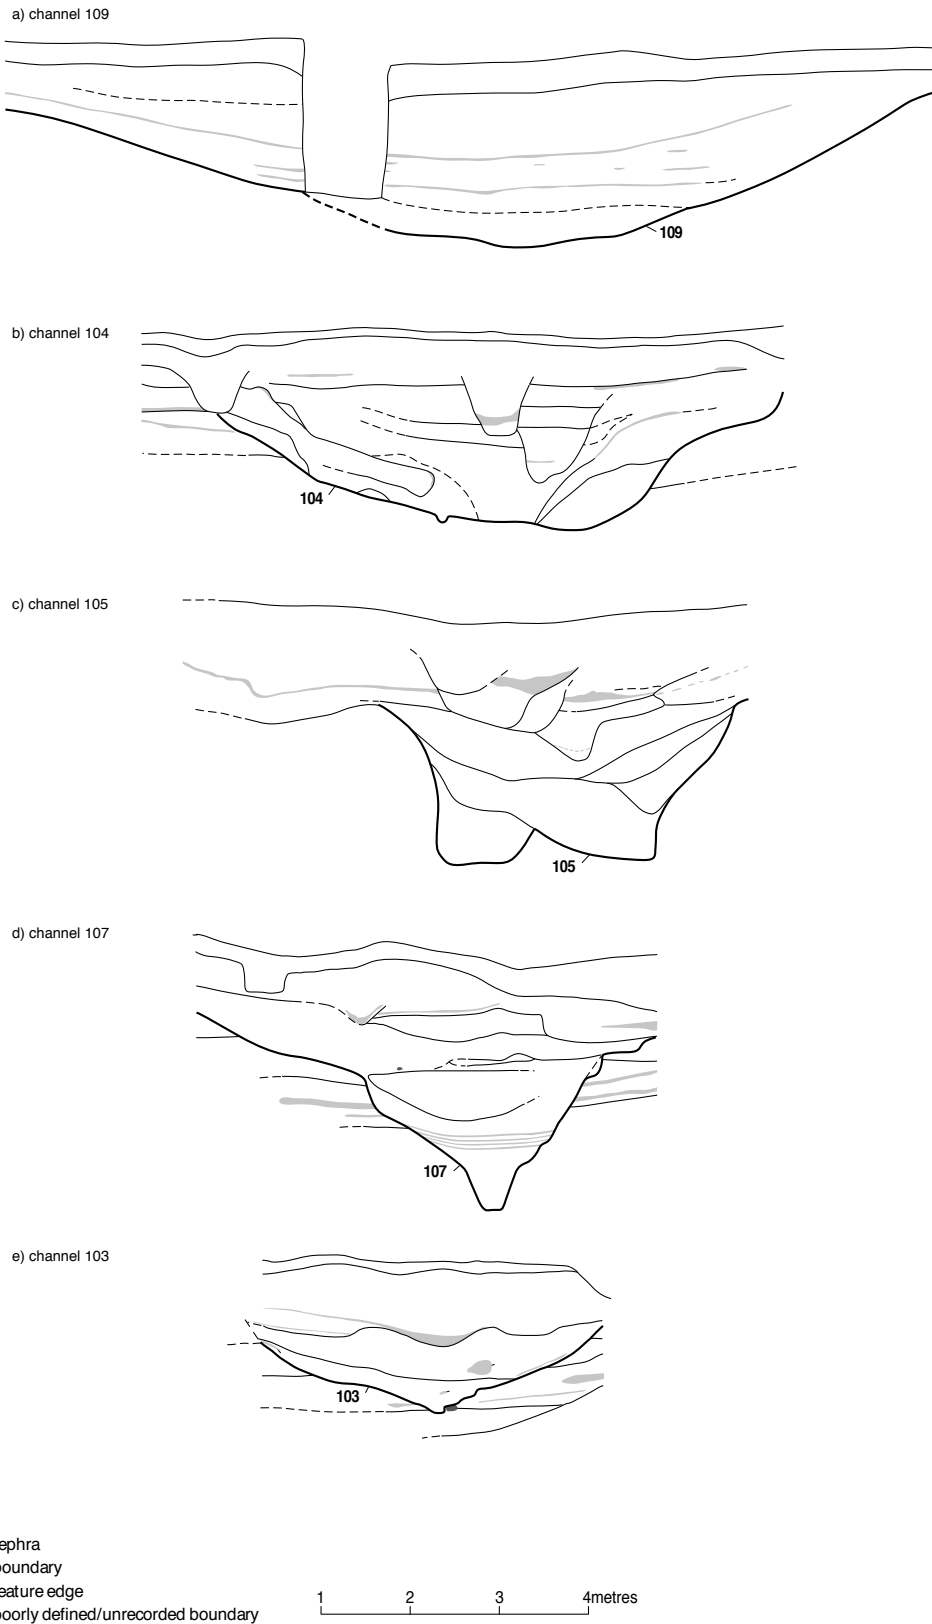 a) channel 109
109
b) channel 104
104
c) channel 105
105
d) channel 107
107
e) channel 103
103
ephra
oundary
eature edge
poorly defined/unrecorded boundary
1 2 3 4metres